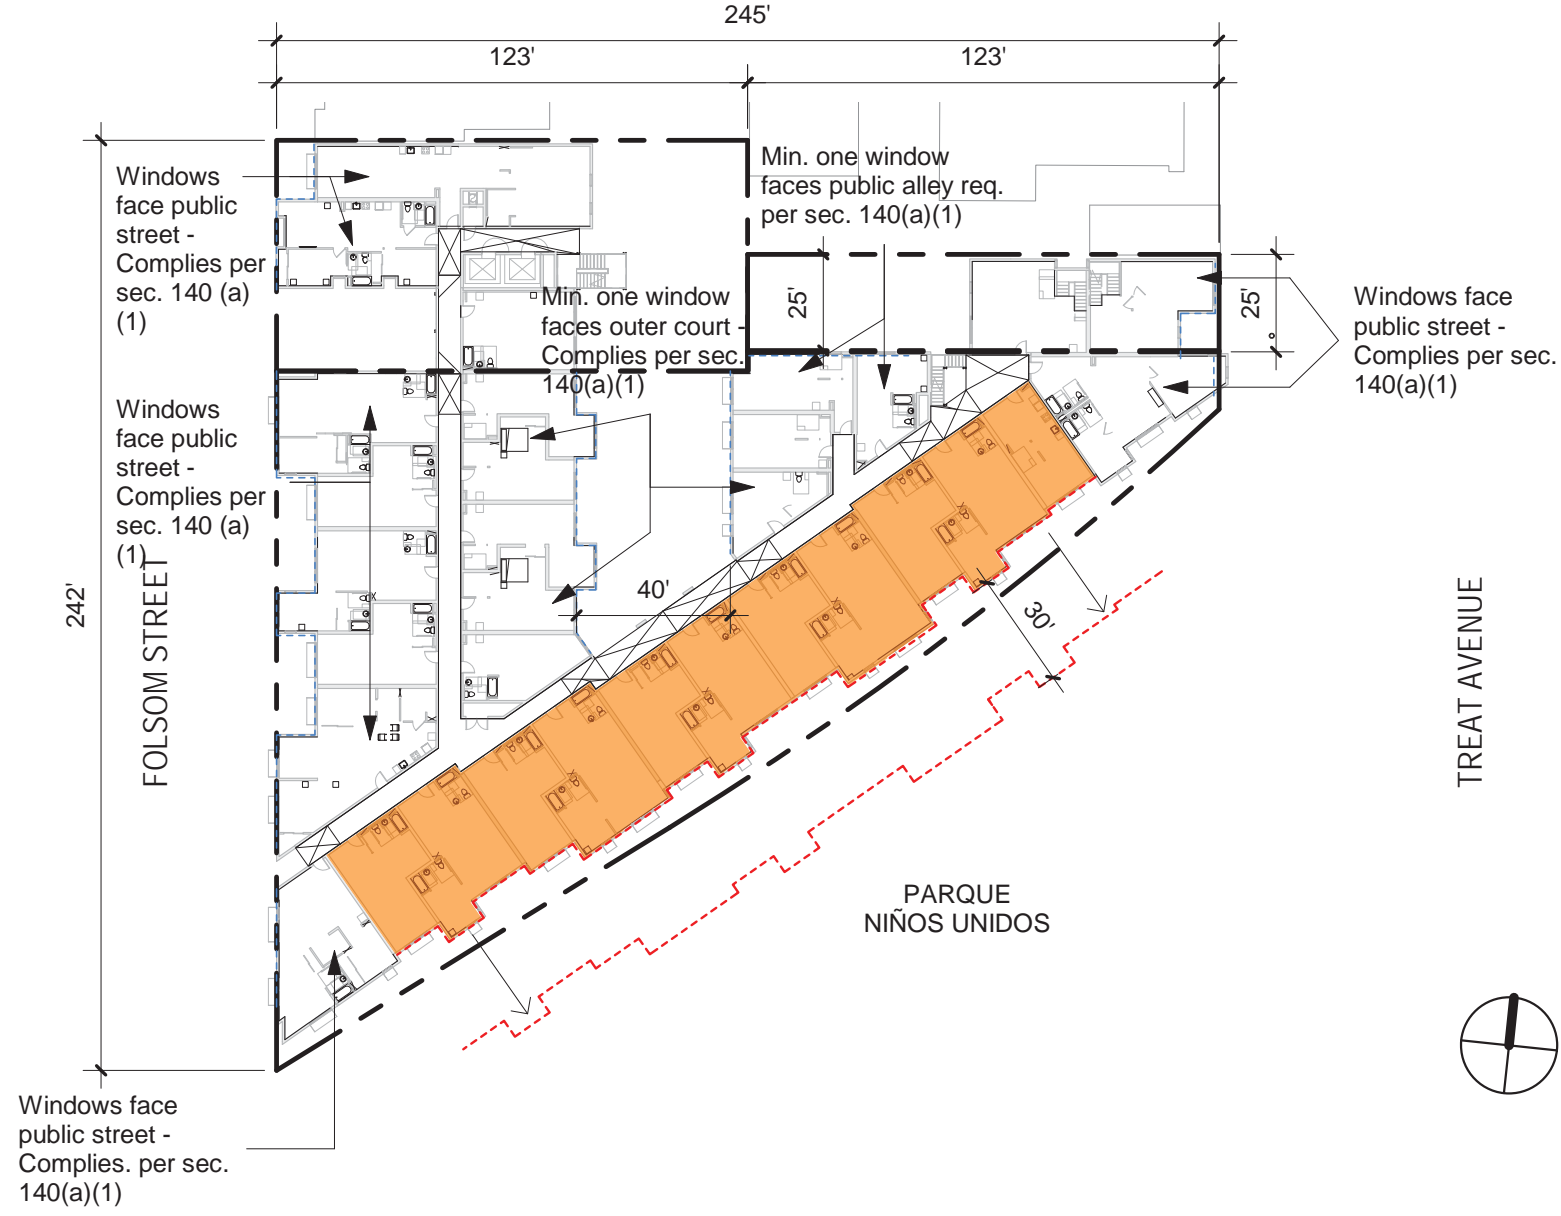 245'
123'
123'
Windows
face public
street -
Complies per
sec. 140 (a)
(1)
Min. one window
faces public alley req.
per sec. 140(a)(1)
Min. one window
faces outer court -
Complies per sec.
140(a)(1)
25'
25'
Windows face
public street -
Complies per sec.
140(a)(1)
Windows
face public
street -
Complies per
sec. 140 (a)
(1)
242'
FOLSOM STREET
40'
30'
TREAT AVENUE
PARQUE
NIÑOS UNIDOS
Windows face
public street -
Complies. per sec.
140(a)(1)